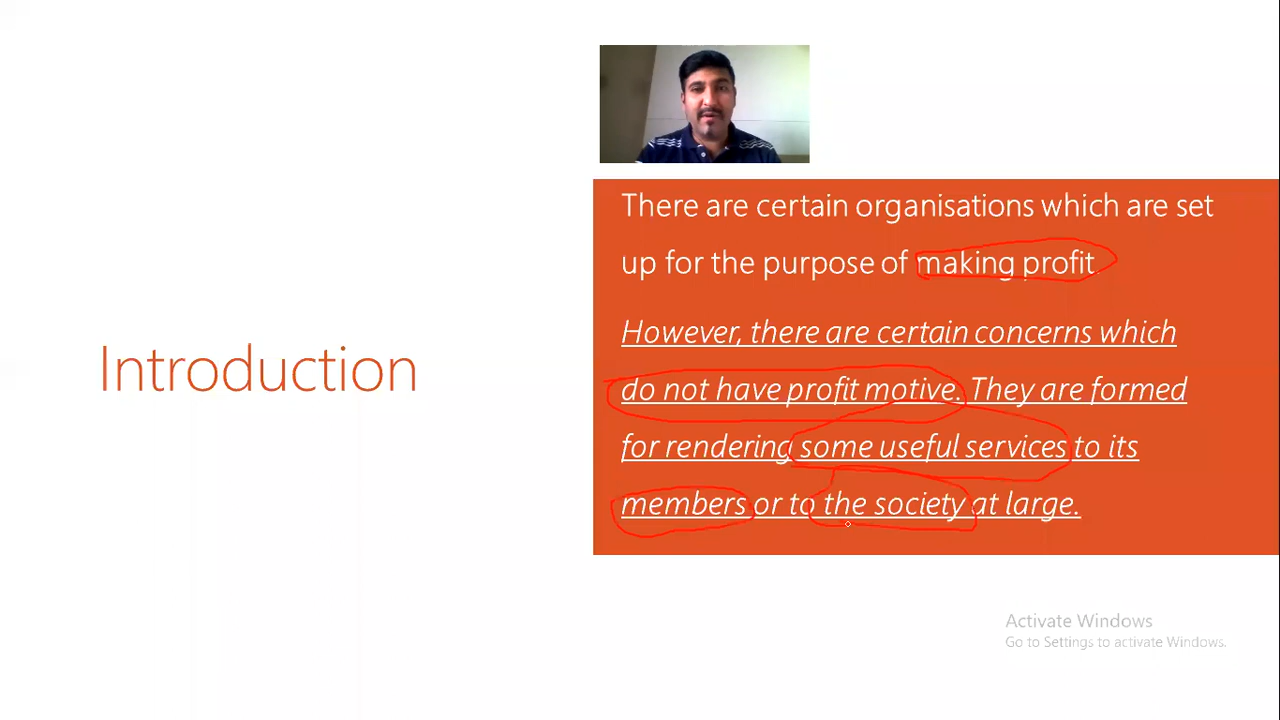 Introduction
There are certain organisations which are set
up for the purpose of making profit.
However, there are certain concerns which
do not have profit motive. They are formed
for rendering some useful services to its
members or to the society at large.
Activate Windows
Go to Settings to activate Windows.